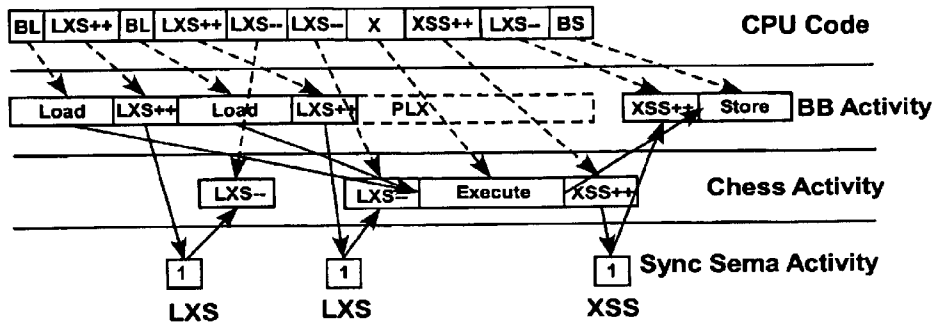 BL LXS++ BL LXS++ LXS-- LXS-- X XSS++ LXS-- BS CPU Code
Load LXS++ Load LXS++ PLX XSS++ Store BB Activity
LXS-- LXS-- Execute XSS++ Chess Activity
1 1 1 Sync Sema Activity
LXS LXS XSS